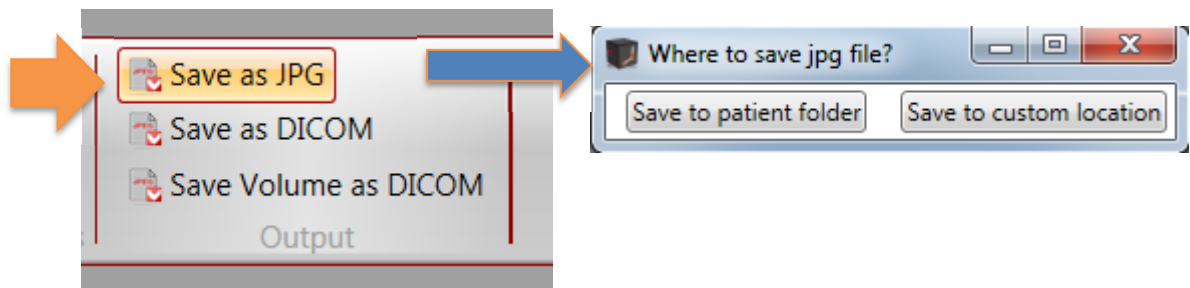 Save as JPG
Save as DICOM
Save Volume as DICOM
Output
Where to save jpg file?
Save to patient folder
Save to custom location